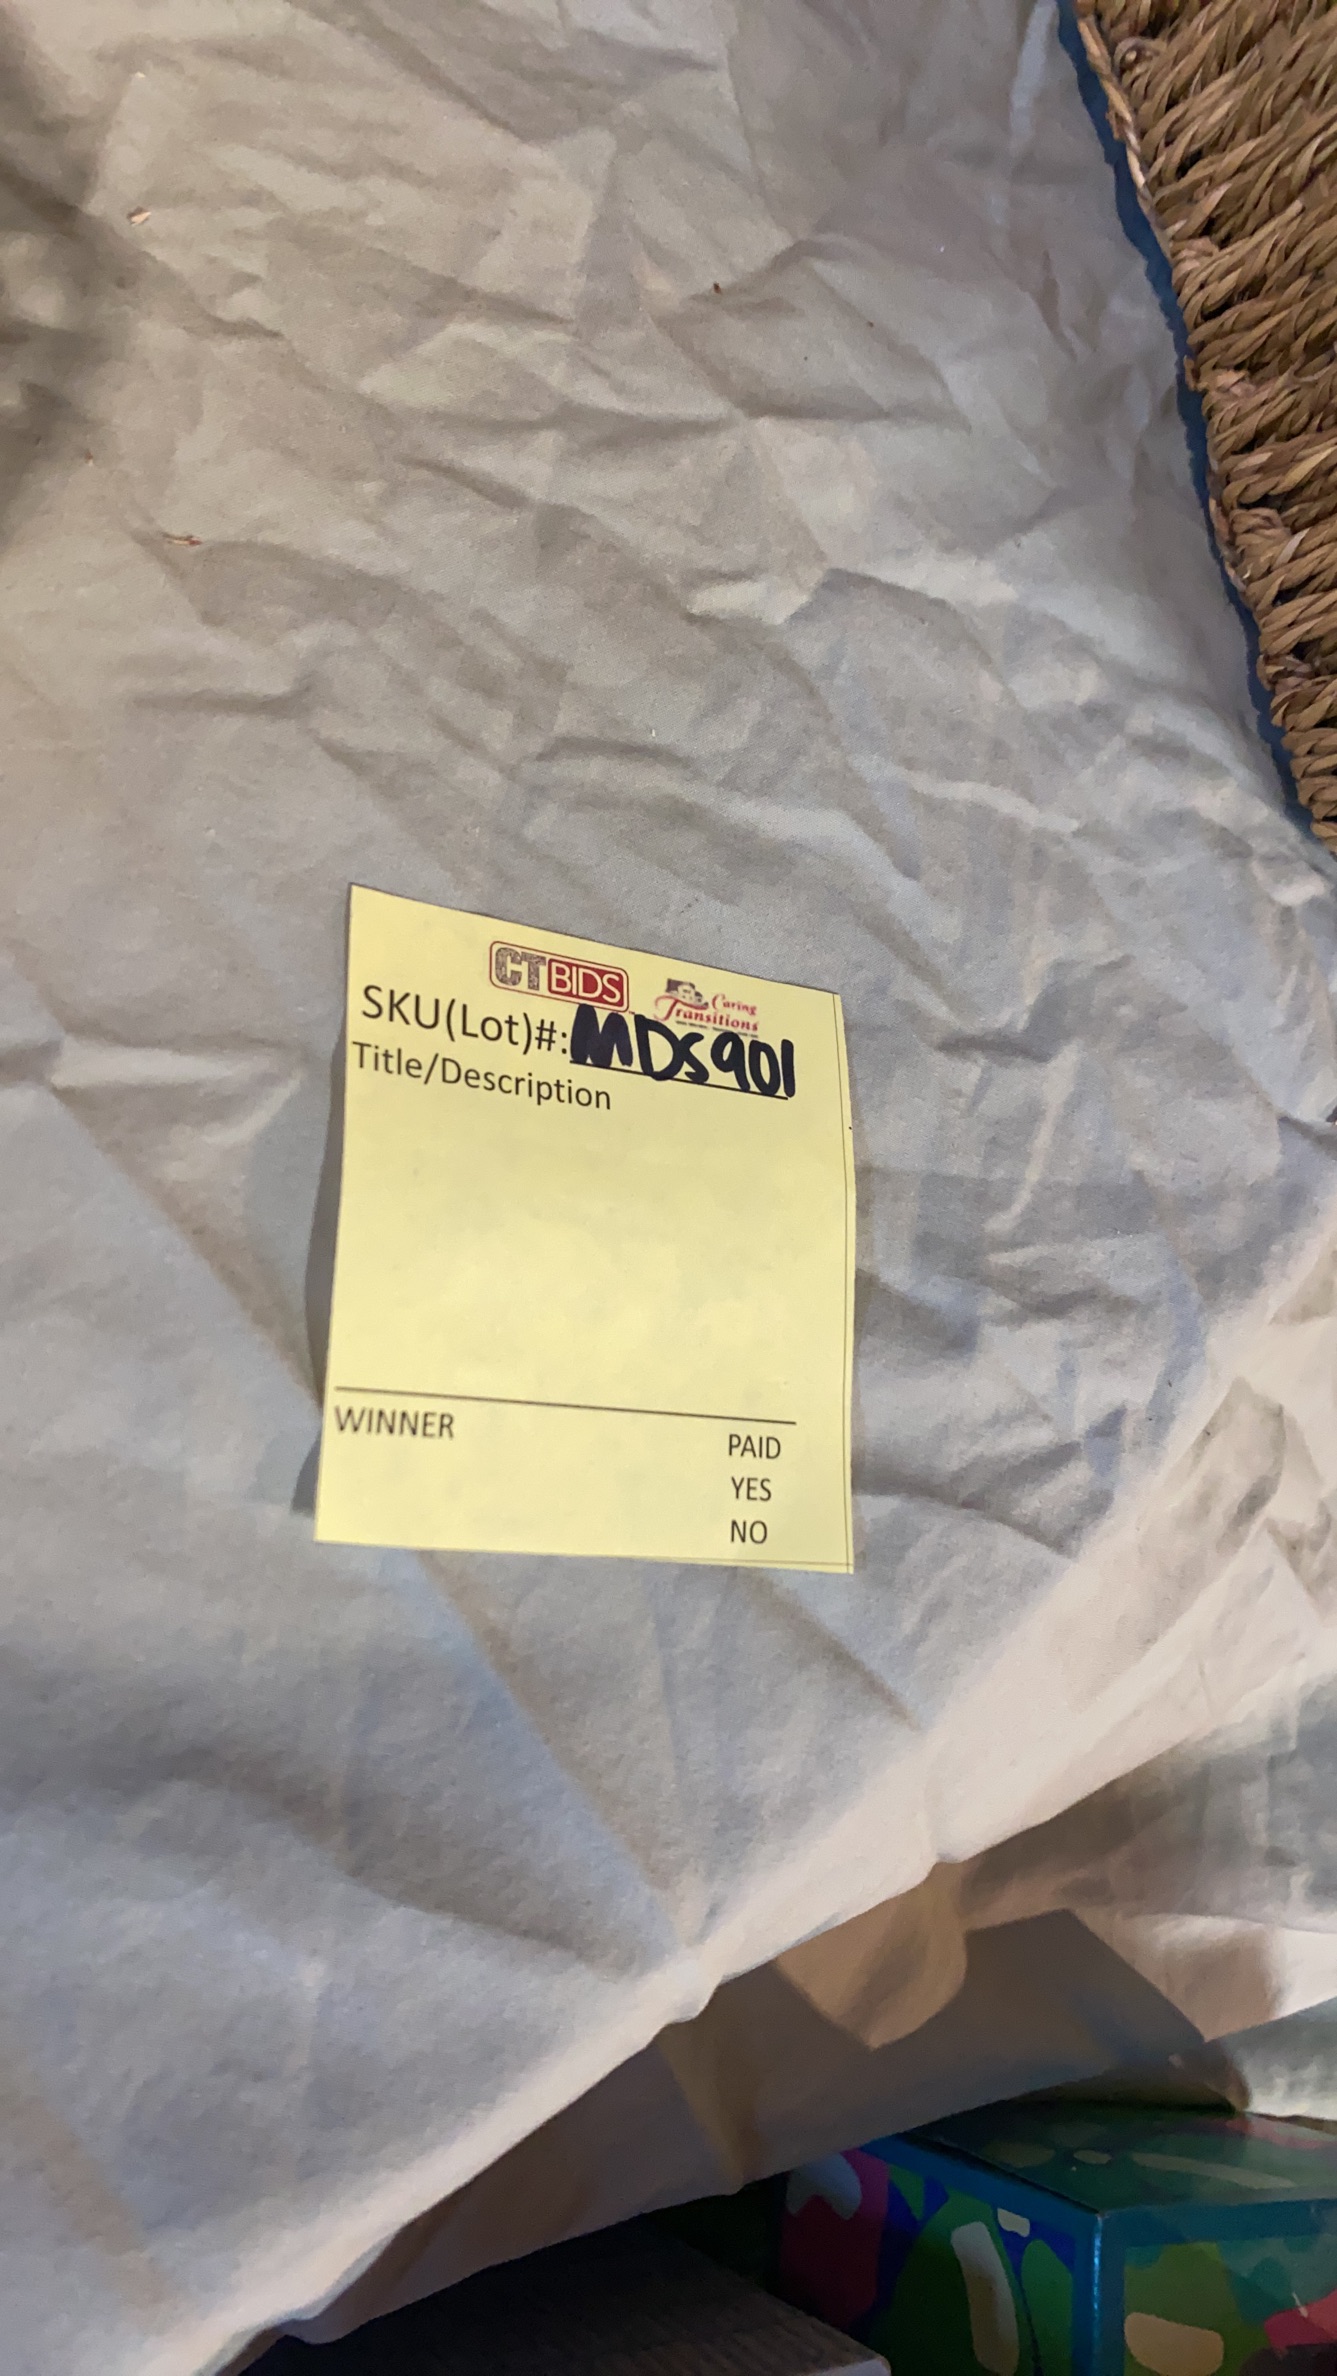 CTBIDS
Caring
Transitions
SKU(Lot)#: MDS901
Title/Description
WINNER
PAID
YES
NO